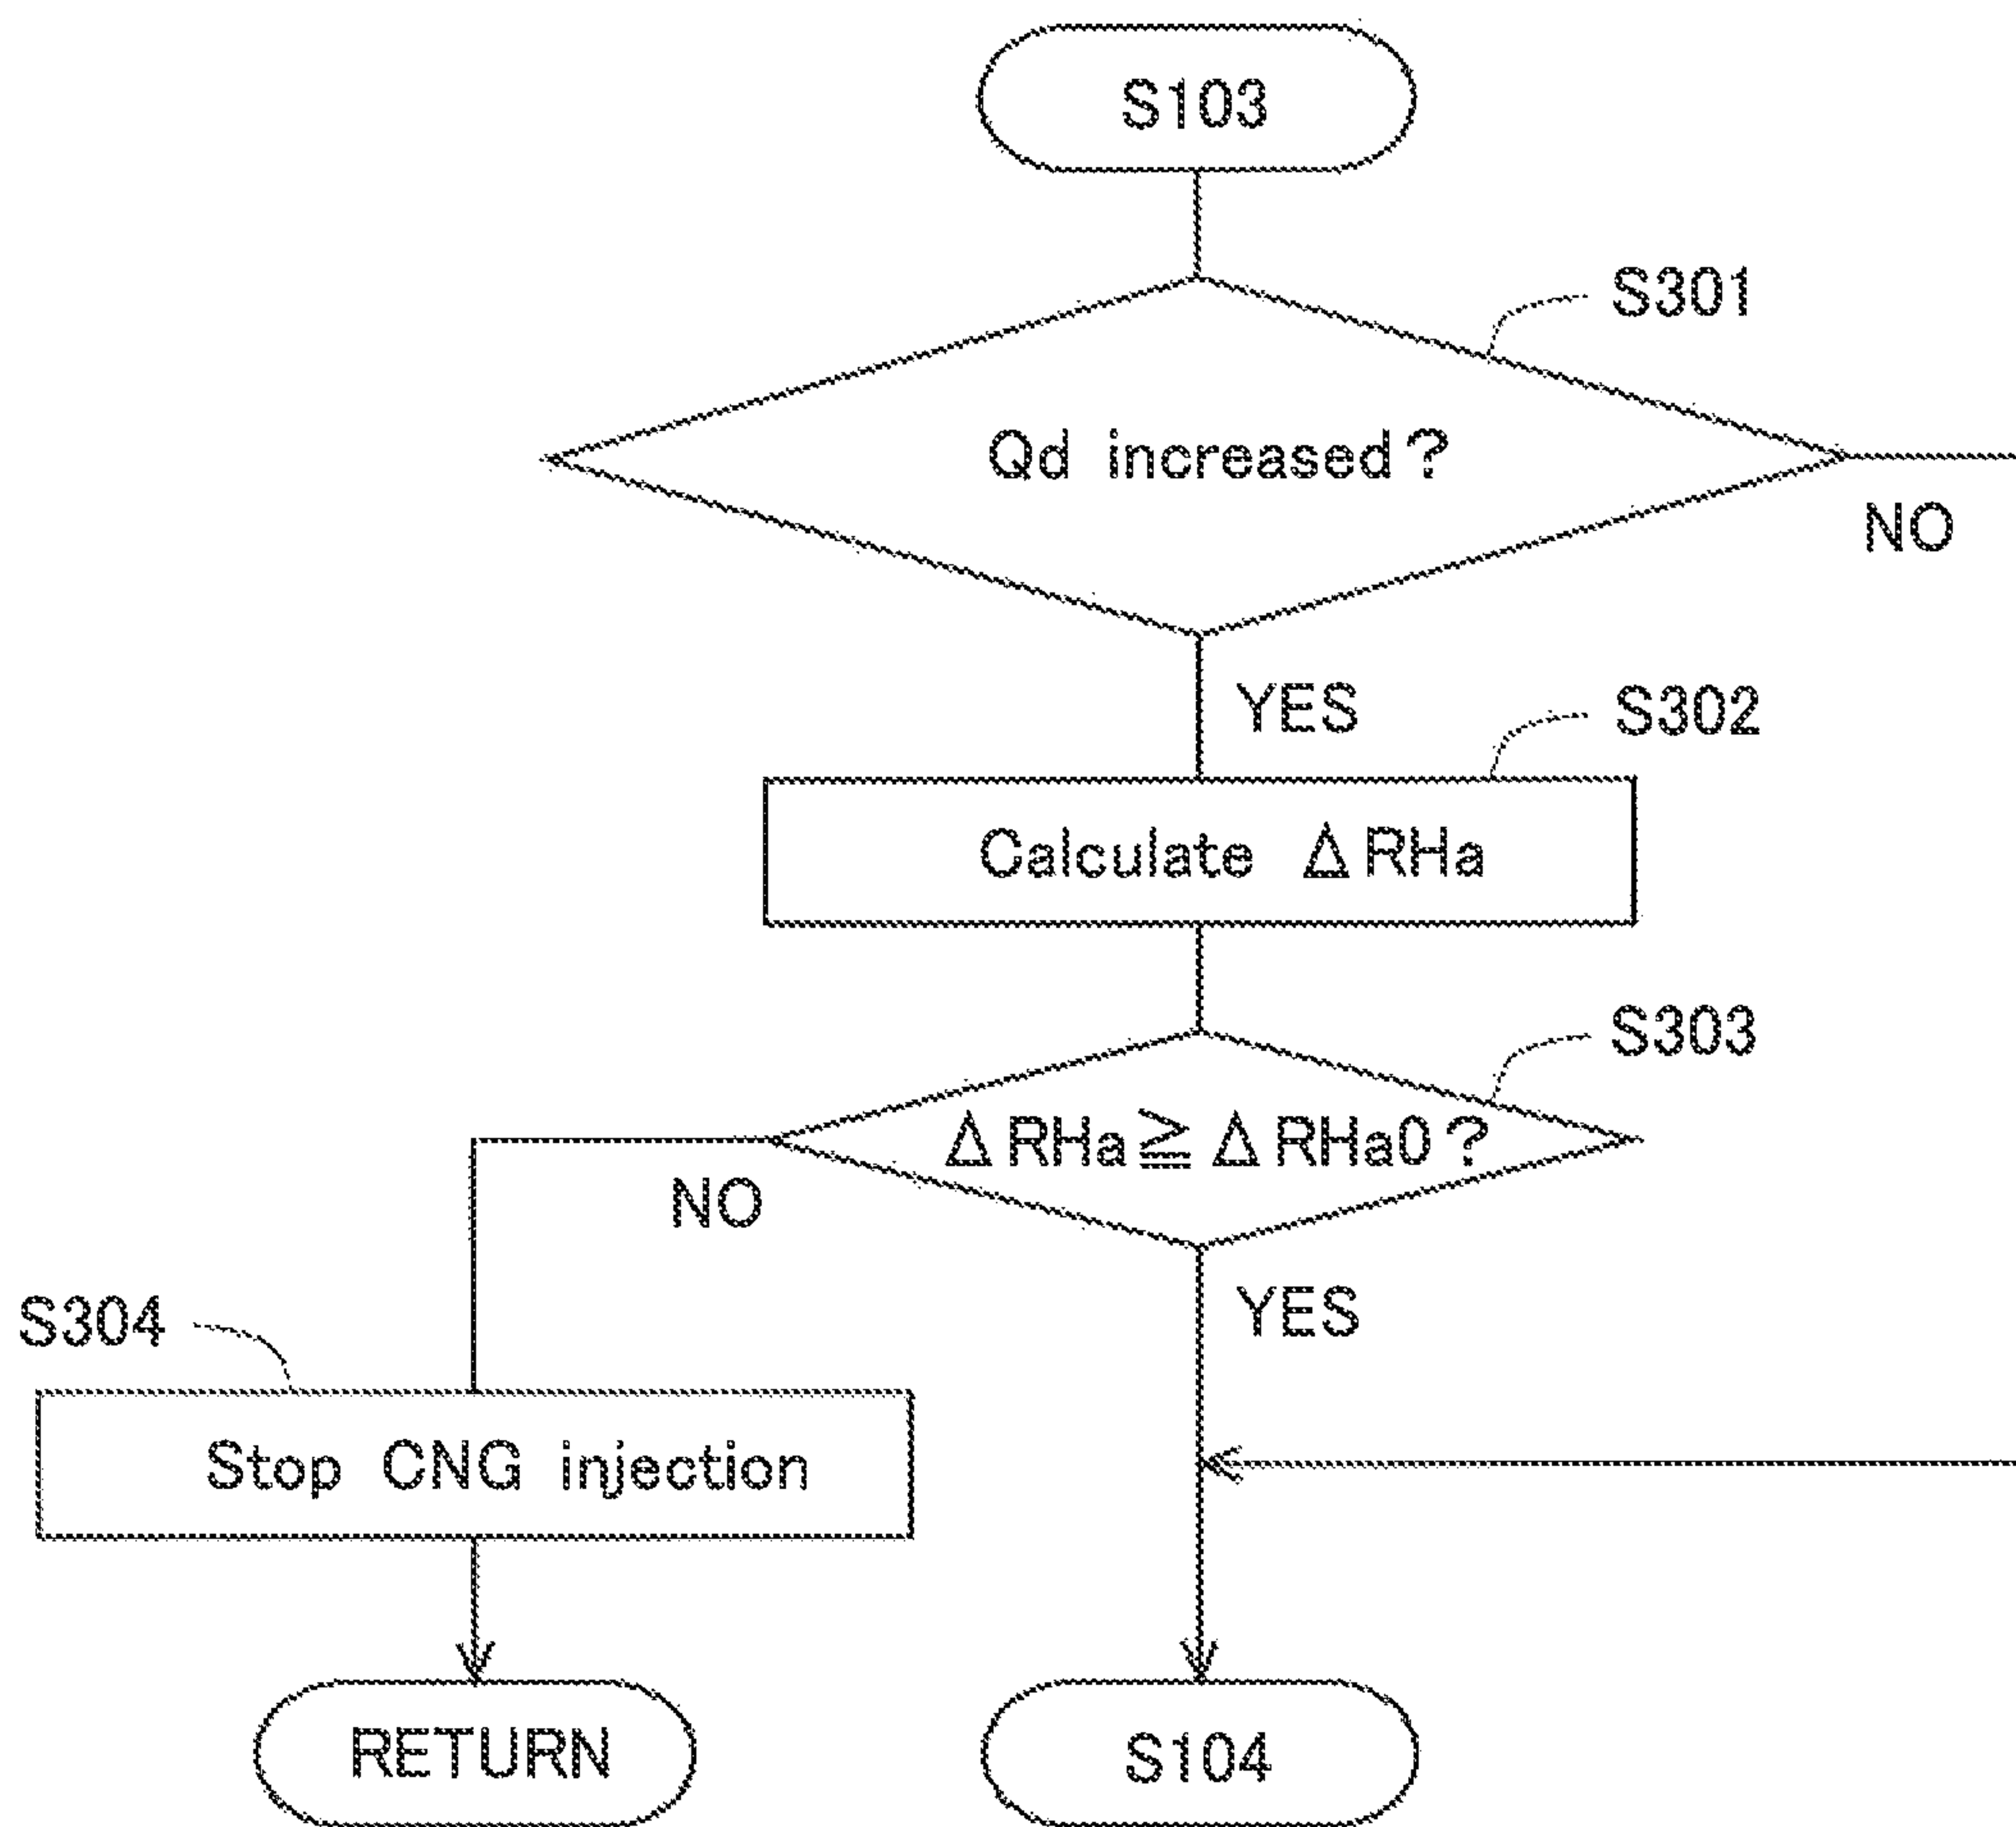 S103
S301
Qd increased?
NO
YES
S302
Calculate ΔRHa
S303
ΔRHa≧ΔRHa0?
NO
YES
S304
Stop CNG injection
RETURN
S104